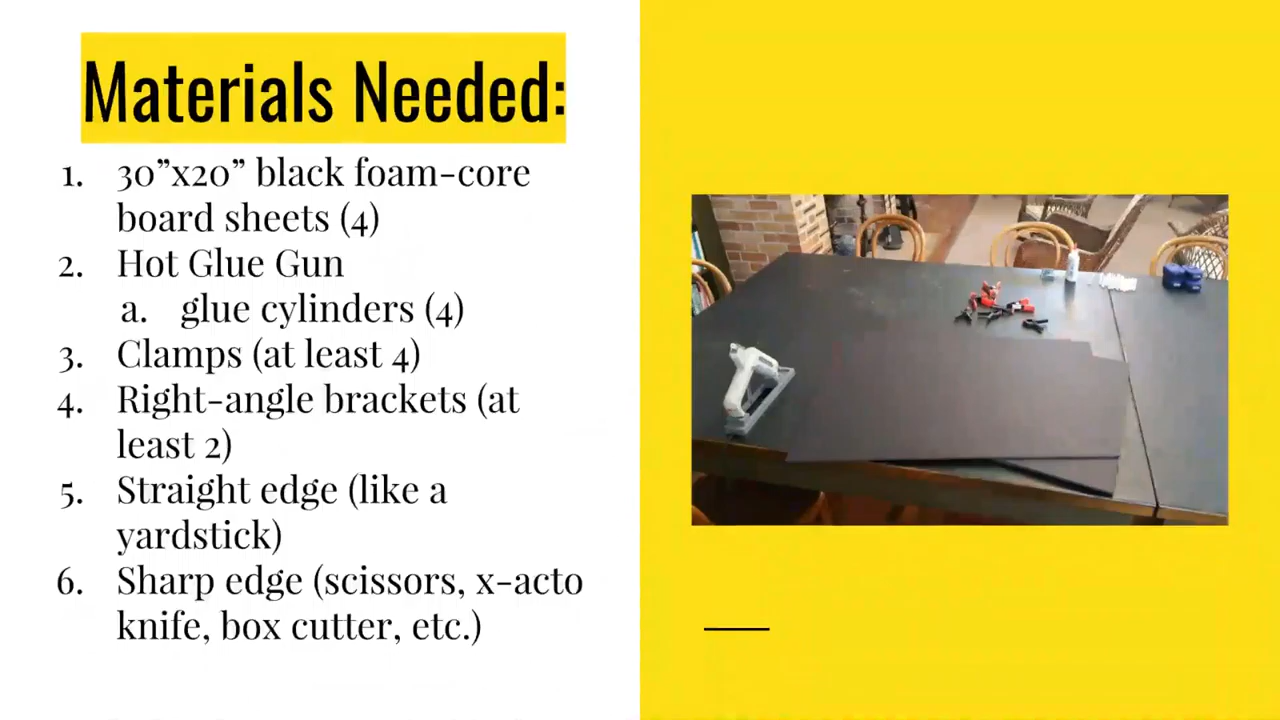 Materials Needed:
1. 30”x20” black foam-core
board sheets (4)
2. Hot Glue Gun
a. glue cylinders (4)
3. Clamps (at least 4)
4. Right-angle brackets (at
least 2)
5. Straight edge (like a
yardstick)
6. Sharp edge (scissors, x-acto
knife, box cutter, etc.)